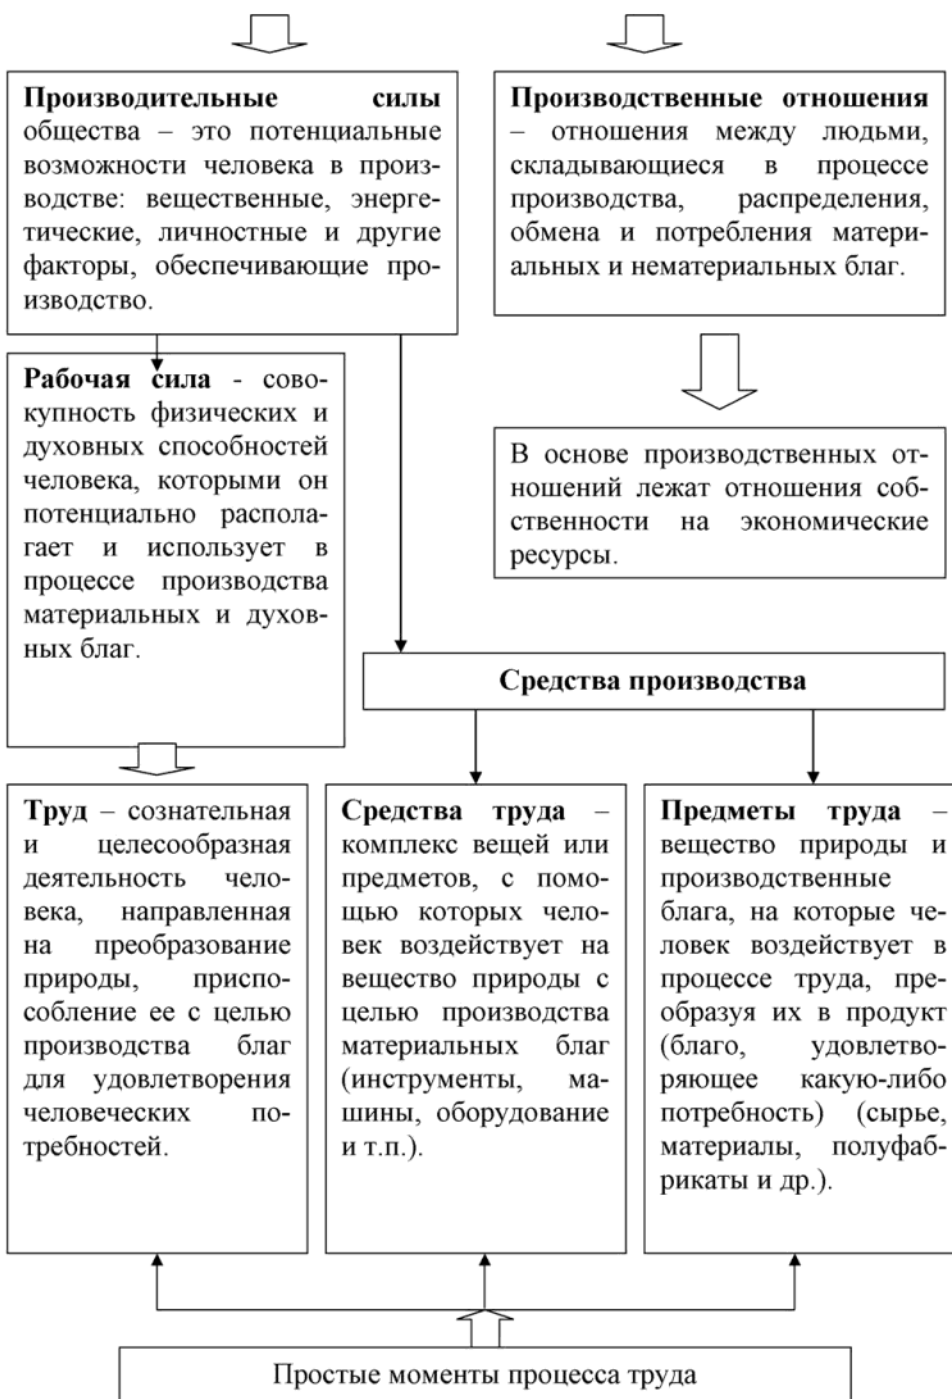 Производительные силы
общества – это потенциальные
возможности человека в произ-
водстве: вещественные, энерге-
тические, личностные и другие
факторы, обеспечивающие про-
изводство.
Производственные отношения
– отношения между людьми,
складывающиеся в процессе
производства, распределения,
обмена и потребления матери-
альных и нематериальных благ.
Рабочая сила - сово-
купность физических и
духовных способностей
человека, которыми он
потенциально распола-
гает и использует в
процессе производства
материальных и духов-
ных благ.
В основе производственных от-
ношений лежат отношения соб-
ственности на экономические
ресурсы.
Средства производства
Труд – сознательная
и целесообразная
деятельность чело-
века, направленная
на преобразование
природы, приспо-
собление ее с целью
производства благ
для удовлетворения
человеческих по-
требностей.
Средства труда –
комплекс вещей или
предметов, с помо-
щью которых чело-
век воздействует на
вещество природы с
целью производства
материальных благ
(инструменты, ма-
шины, оборудование
и т.п.).
Предметы труда –
вещество природы и
производственные
блага, на которые че-
ловек воздействует в
процессе труда, пре-
образуя их в продукт
(благо, удовлетво-
ряющее какую-либо
потребность) (сырье,
материалы, полуфаб-
рикаты и др.).
Простые моменты процесса труда